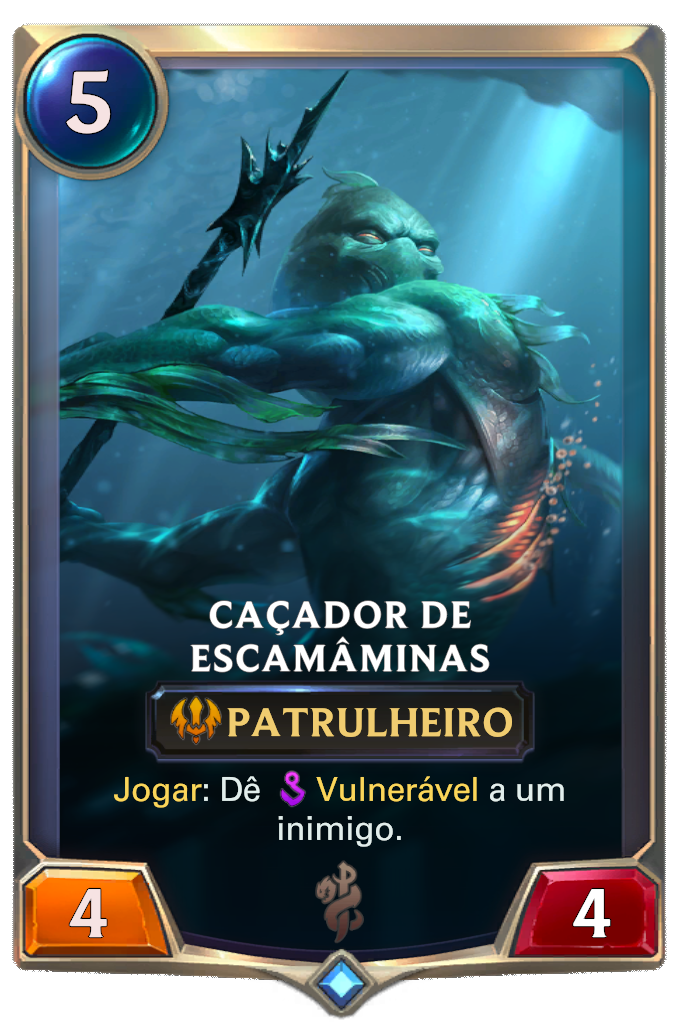 5
CAÇADOR DE
ESCAMÂMINAS
PATRULHEIRO
Jogar: Dê Vulnerável a um
inimigo.
4 4